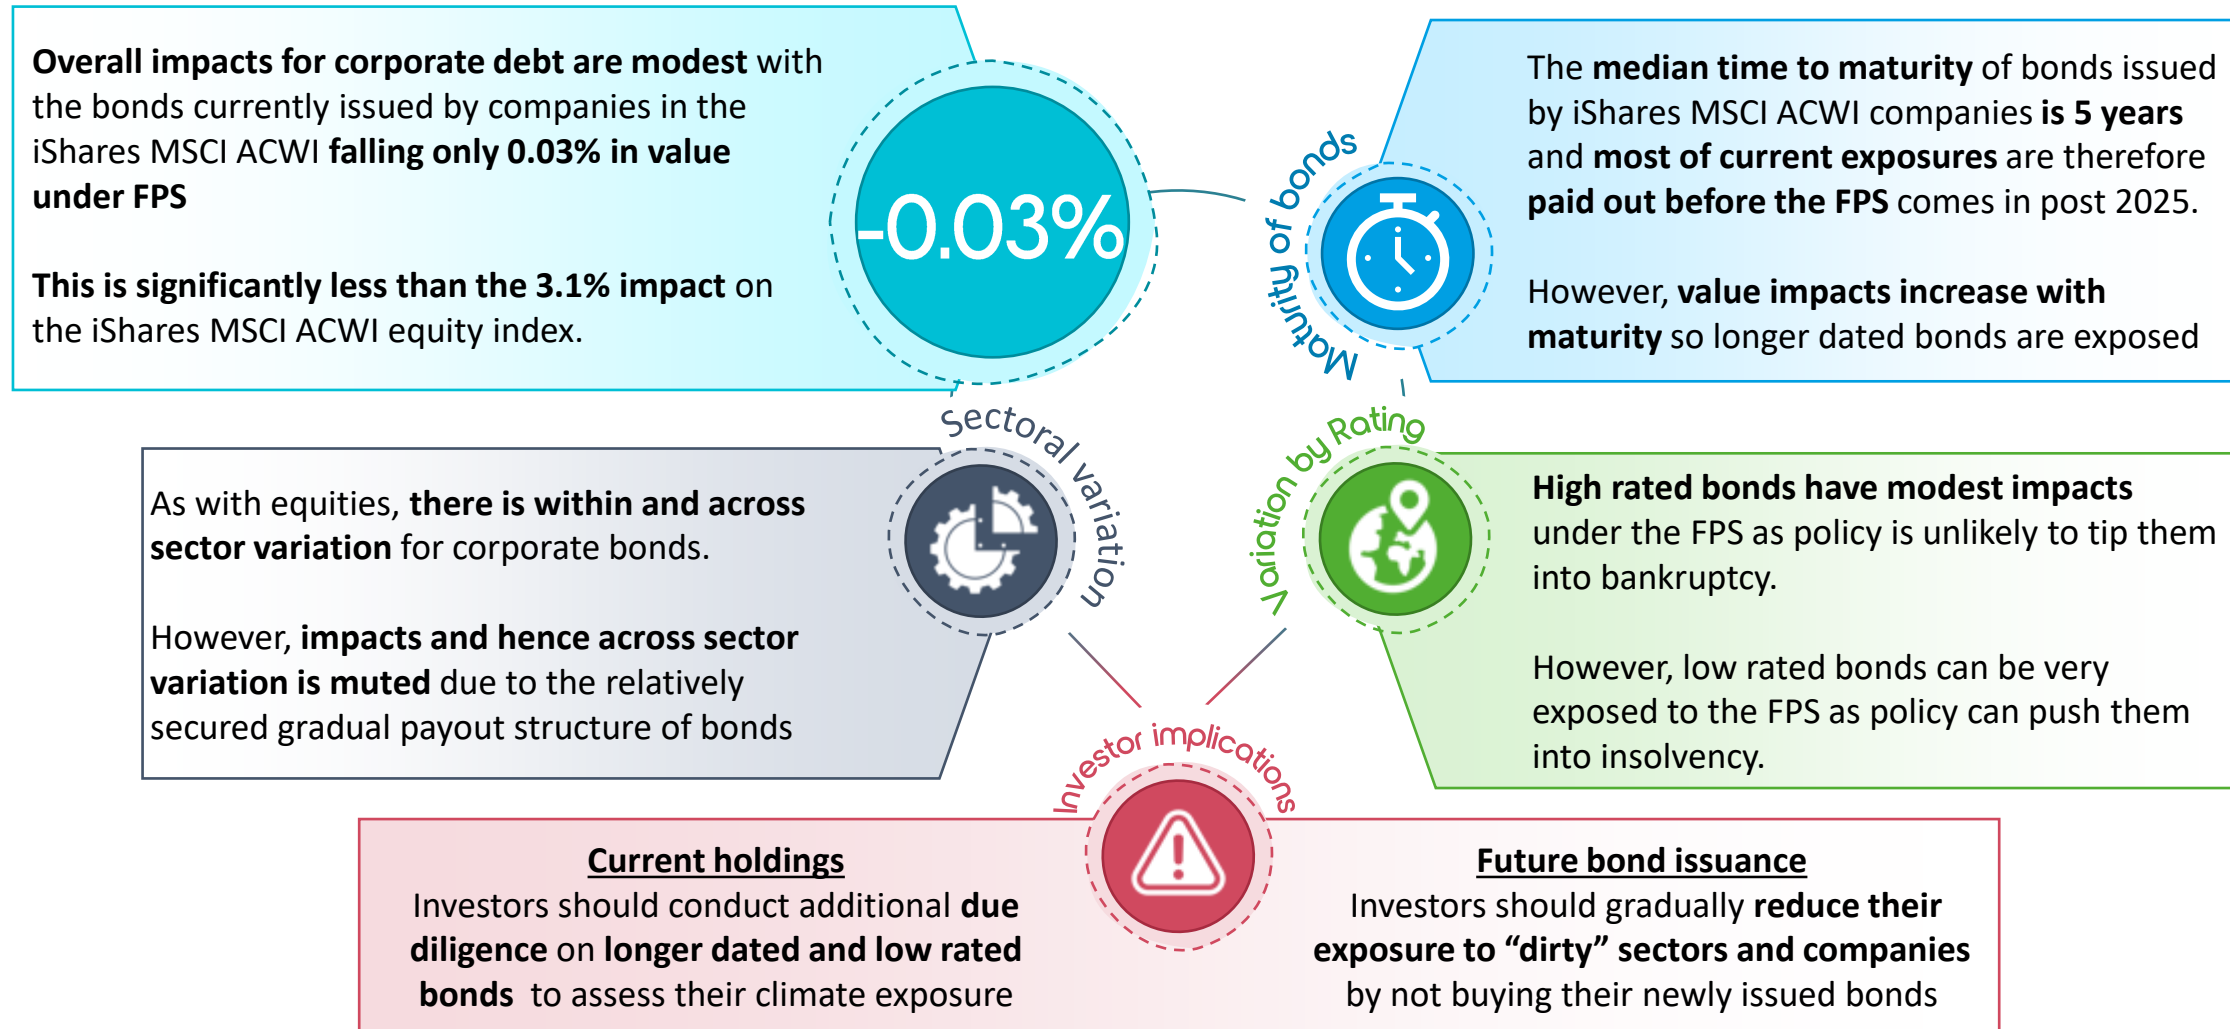 Overall impacts for corporate debt are modest with
the bonds currently issued by companies in the
iShares MSCI ACWI falling only 0.03% in value
under FPS
This is significantly less than the 3.1% impact on
the iShares MSCI ACWI equity index.
-0.03%
Maturity of bonds
The median time to maturity of bonds issued
by iShares MSCI ACWI companies is 5 years
and most of current exposures are therefore
paid out before the FPS comes in post 2025.
However, value impacts increase with
maturity so longer dated bonds are exposed
As with equities, there is within and across
sector variation for corporate bonds.
However, impacts and hence across sector
variation is muted due to the relatively
secured gradual payout structure of bonds
Sectoral variation
Variation by Rating
High rated bonds have modest impacts
under the FPS as policy is unlikely to tip them
into bankruptcy.
However, low rated bonds can be very
exposed to the FPS as policy can push them
into insolvency.
Investor implications
Current holdings
Investors should conduct additional due
diligence on longer dated and low rated
bonds to assess their climate exposure
Future bond issuance
Investors should gradually reduce their
exposure to “dirty” sectors and companies
by not buying their newly issued bonds